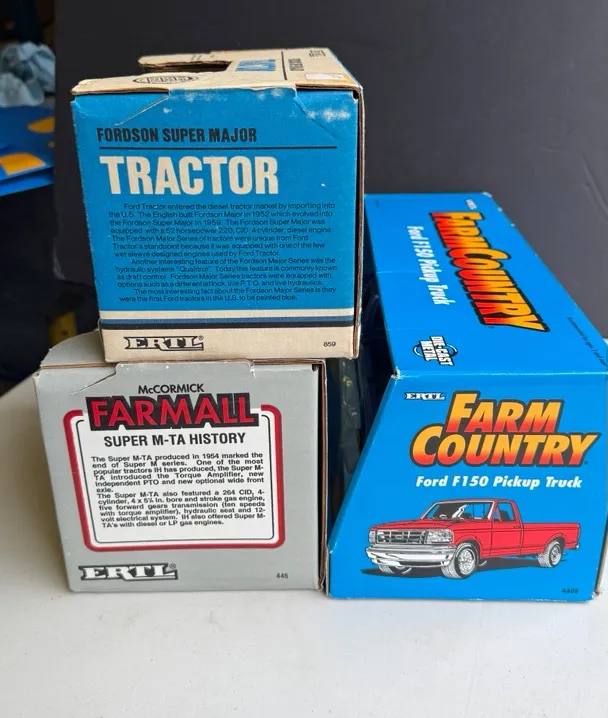 FORDSON SUPER MAJOR
TRACTOR
Ford Tractor entered the diesel tractor market by importing into
the U.S. The English built Fordson Major in 1952 which evolved into
the Fordson Super Major in 1959. The Fordson Super Major was
equipped with a 52 horsepower 220, CID, 4 cylinder, diesel engine.
The Fordson Major Series of tractors were unique from Ford
Tractor's standpoint because it was equipped with one of the few
wet sleeve designed engines used by Ford Tractor.
Another interesting feature of the Fordson Major Series was the
hydraulic systems "Qualitrol". Today this feature is commonly known
as draft control. Fordson Major Series tractors were equipped,
options such as a different lock, live P.T.O. and live hydraulics.
The most interesting fact about the Fordson Major Series is they
were the first Ford tractors in the U.S. to be painted blue.
ERTL®
859
McCORMICK
FARMALL
SUPER M-TA HISTORY
The Super M-TA produced in 1954 marked the
end of Super M series. One of the most
popular tractors IH has produced, the Super M-
TA introduced the Torque Amplifier, new
independent PTO and new optional wide front
axle.
The Super M-TA also featured a 264 CID, 4-
cylinder, 4 x 5¼ in. bore and stroke gas engine,
five forward gears transmission (ten speeds
with torque amplifier), hydraulic seat and 12-
volt electrical system. IH also offered Super M-
TA's with diesel or LP gas engines.
ERTL®
445
FARM COUNTRY
Ford F150 Pickup Truck
DIE-CAST
METAL
ERTL
FARM
COUNTRY
Ford F150 Pickup Truck